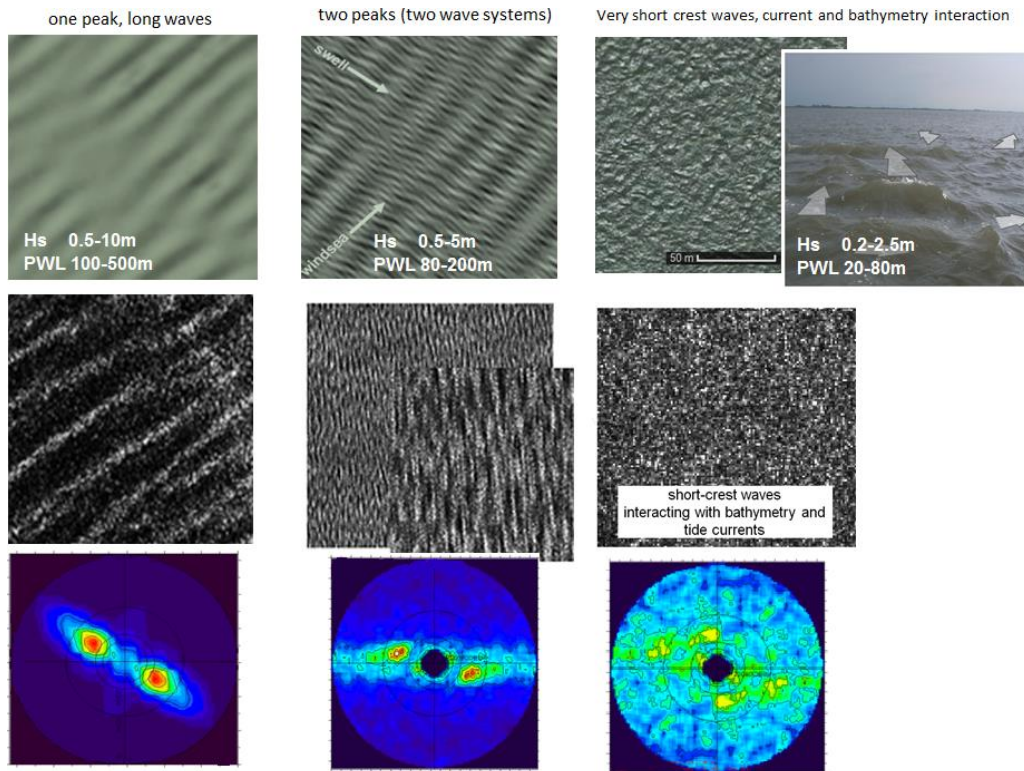 one peak, long waves
two peaks (two wave systems)
Very short crest waves, current and bathymetry interaction
Hs 0.5-10m
PWL 100-500m
swell
windsea
Hs 0.5-5m
PWL 80-200m
50 m
Hs 0.2-2.5m
PWL 20-80m
short-crest waves
interacting with bathymetry and
tide currents